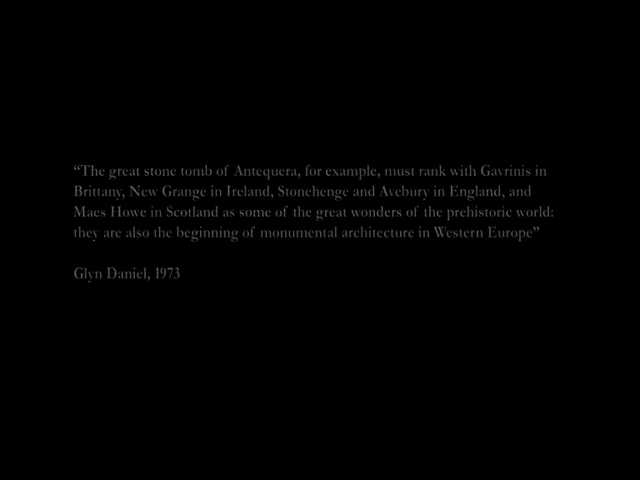 “The great stone tomb of Antequera, for example, must rank with Gavrinis in
Brittany, New Grange in Ireland, Stonehenge and Avebury in England, and
Maes Howe in Scotland as some of the great wonders of the prehistoric world:
they are also the beginning of monumental architecture in Western Europe”
Glyn Daniel, 1973